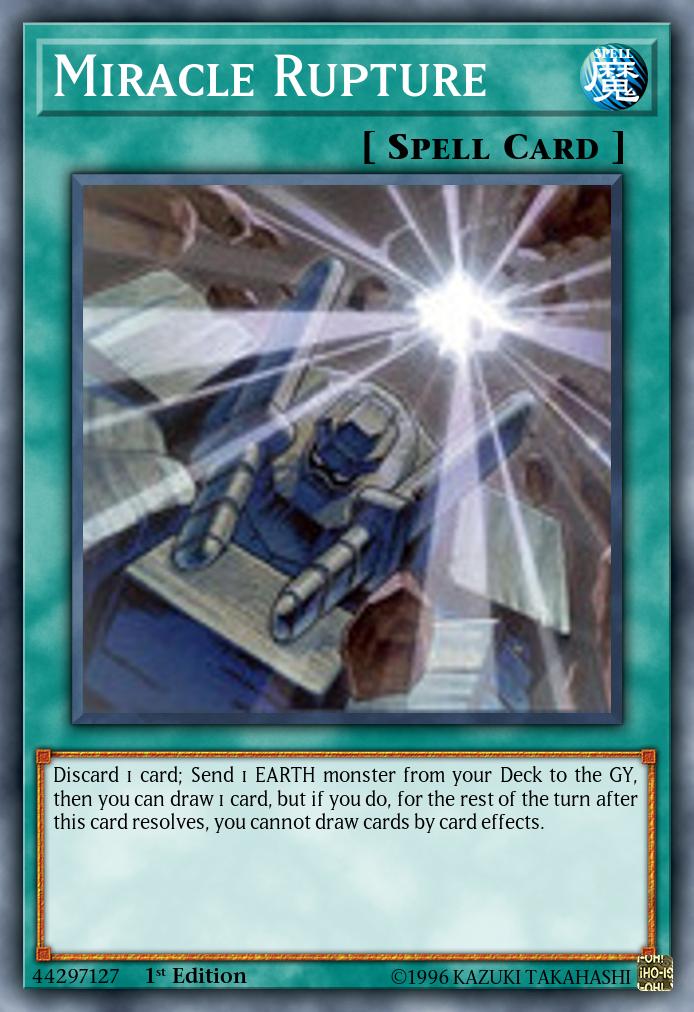 Miracle Rupture
SPELL
魔
[ Spell Card ]
Discard 1 card; Send 1 EARTH monster from your Deck to the GY,
then you can draw 1 card, but if you do, for the rest of the turn after
this card resolves, you cannot draw cards by card effects.
44297127 1st Edition ©1996 KAZUKI TAKAHASHI